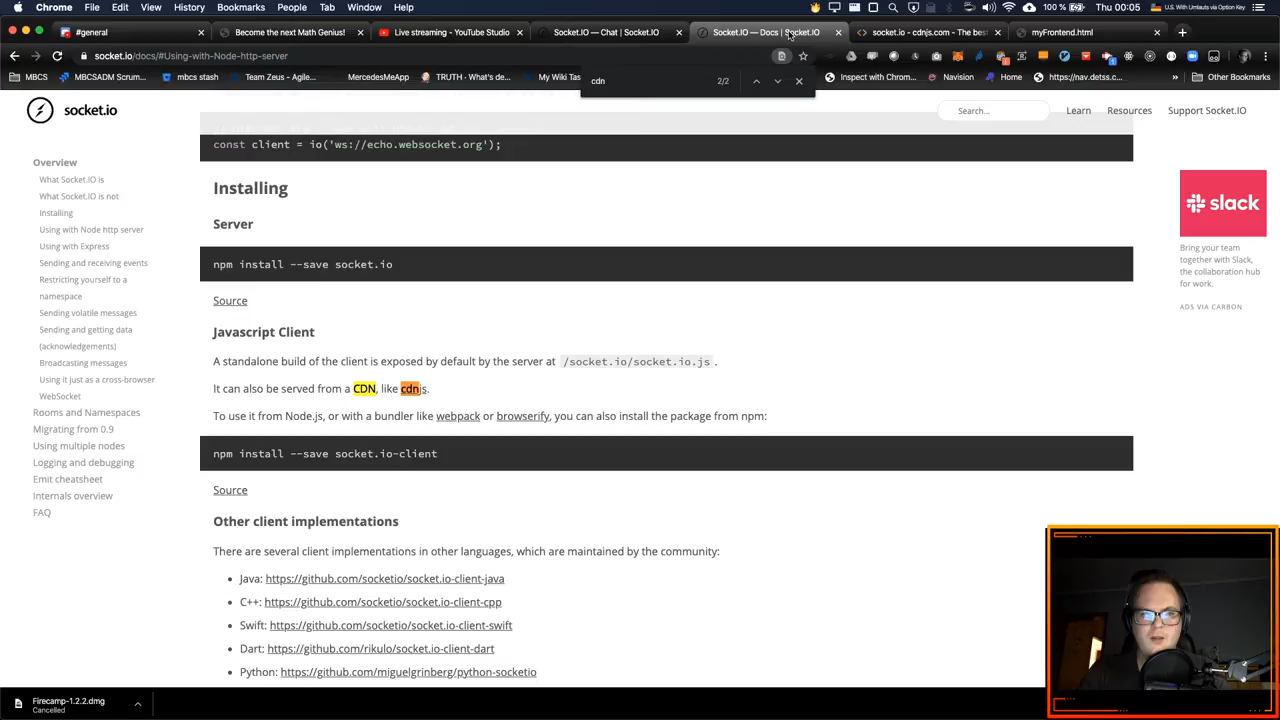 Chrome File Edit View History Bookmarks People Tab Window Help
100% Thu 00:05 U.S. With Umlauts via Option Key
#general
Become the next Math Genius!
Live streaming - YouTube Studio
Socket.IO — Chat | Socket.IO
Socket.IO — Docs | Socket.IO
socket.io - cdnjs.com - The best
myFrontend.html
socket.io/docs/#Using-with-Node-http-server
MBCS
MBCSADM Scrum...
mbcs stash
Team Zeus - Agile...
MercedesApp
TRUTH - What's de...
My Wiki
Inspect with Chrom...
Navision
https://nav.detss.c...
cdn 2/2
socket.io
Search...
Learn
Resources
Support Socket.IO
Overview
What Socket.IO is
What Socket.IO is not
Installing
Using with Node http server
Using with Express
Sending and receiving events
Restricting yourself to a
namespace
Sending volatile messages
Sending and getting data
(acknowledgements)
Broadcasting messages
Using it just as a cross-browser
WebSocket
Rooms and Namespaces
Migrating from 0.9
Using multiple nodes
Logging and debugging
Emit cheatsheet
Internals overview
FAQ
const client = io('ws://echo.websocket.org');
Installing
Server
npm install --save socket.io
Source
Javascript Client
A standalone build of the client is exposed by default by the server at /socket.io/socket.io.js .
It can also be served from a CDN, like cdnjs.
To use it from Node.js, or with a bundler like webpack or browserify, you can also install the package from npm:
npm install --save socket.io-client
Source
Other client implementations
There are several client implementations in other languages, which are maintained by the community:
Java: https://github.com/socketio/socket.io-client-java
C++: https://github.com/socketio/socket.io-client-cpp
Swift: https://github.com/socketio/socket.io-client-swift
Dart: https://github.com/rikulo/socket.io-client-dart
Python: https://github.com/miguelgrinberg/python-socketio
slack
Bring your team
together with Slack,
the collaboration hub
for work.
ADS VIA CARBON
Firecamp-1.2.2.dmg
Cancelled